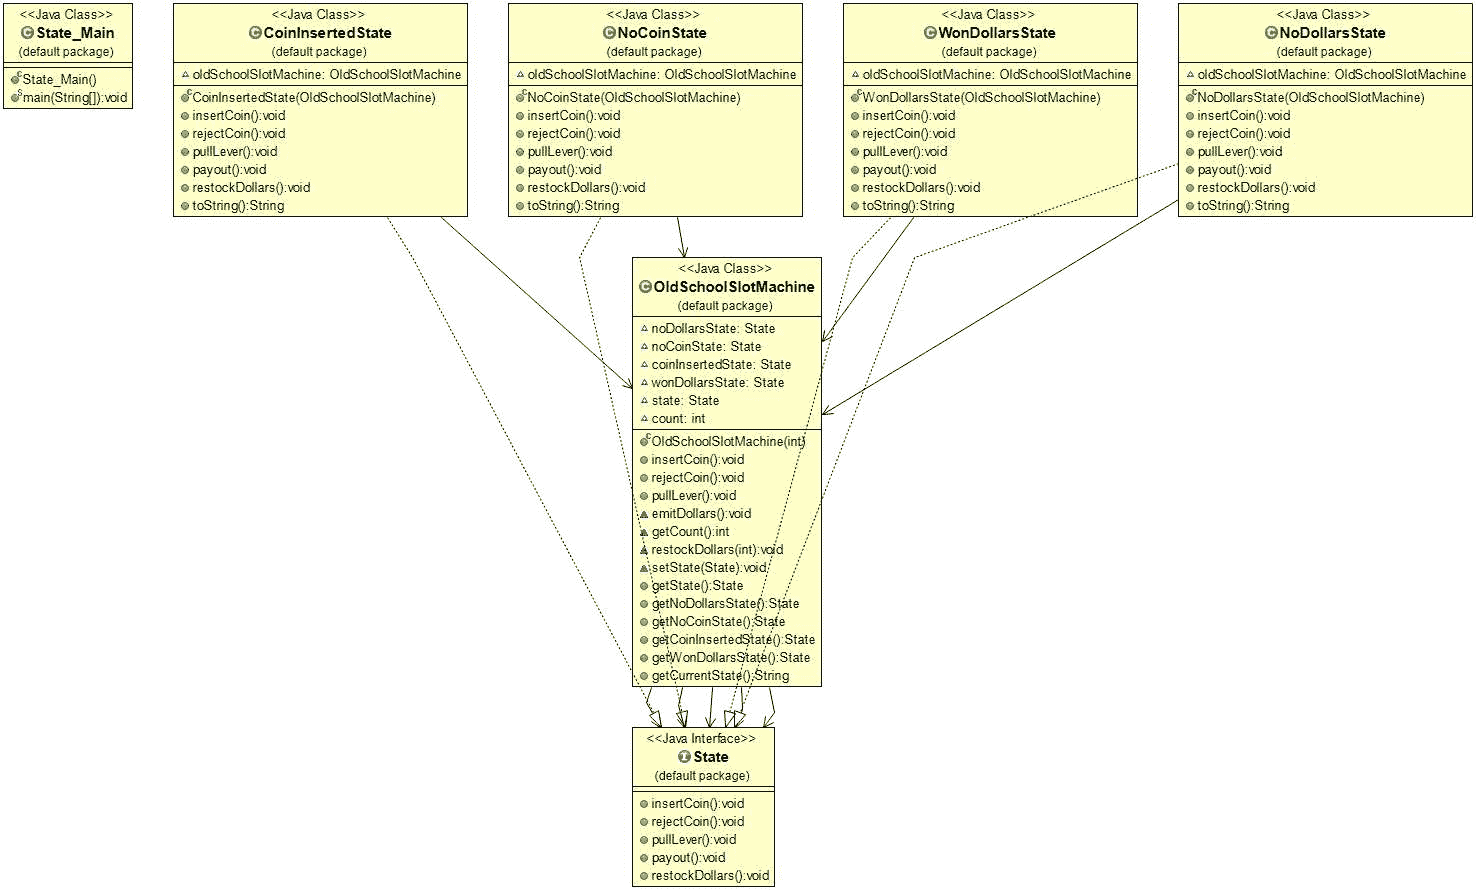 <<Java Class>>
State_Main
(default package)
State_Main()
main(String[]):void
<<Java Class>>
CoinInsertedState
(default package)
oldSchoolSlotMachine: OldSchoolSlotMachine
CoinInsertedState(OldSchoolSlotMachine)
insertCoin():void
rejectCoin():void
pullLever():void
payout():void
restockDollars():void
toString():String
<<Java Class>>
NoCoinState
(default package)
oldSchoolSlotMachine: OldSchoolSlotMachine
NoCoinState(OldSchoolSlotMachine)
insertCoin():void
rejectCoin():void
pullLever():void
payout():void
restockDollars():void
toString():String
<<Java Class>>
WonDollarsState
(default package)
oldSchoolSlotMachine: OldSchoolSlotMachine
WonDollarsState(OldSchoolSlotMachine)
insertCoin():void
rejectCoin():void
pullLever():void
payout():void
restockDollars():void
toString():String
<<Java Class>>
NoDollarsState
(default package)
oldSchoolSlotMachine: OldSchoolSlotMachine
NoDollarsState(OldSchoolSlotMachine)
insertCoin():void
rejectCoin():void
pullLever():void
payout():void
restockDollars():void
toString():String
<<Java Class>>
OldSchoolSlotMachine
(default package)
noDollarsState: State
noCoinState: State
coinInsertedState: State
wonDollarsState: State
state: State
count: int
OldSchoolSlotMachine(int)
insertCoin():void
rejectCoin():void
pullLever():void
emitDollars():void
getCount():int
restockDollars(int):void
setState(State):void
getState():State
getNoDollarsState():State
getNoCoinState():State
getCoinInsertedState():State
getWonDollarsState():State
getCurrentState():String
<<Java Interface>>
State
(default package)
insertCoin():void
rejectCoin():void
pullLever():void
payout():void
restockDollars():void